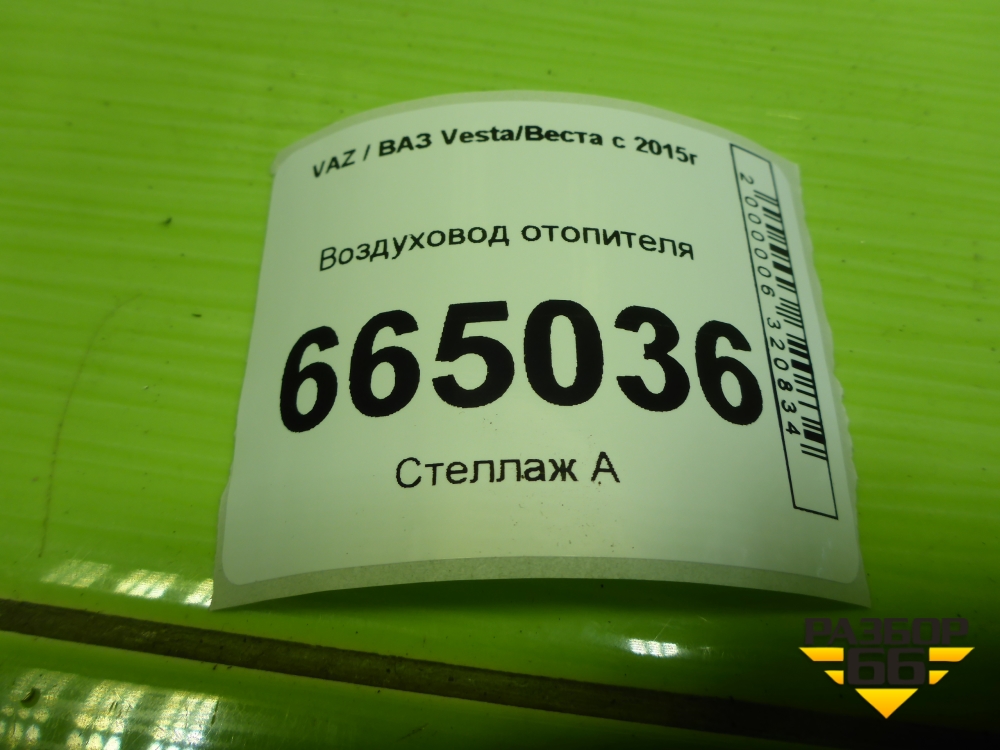 VAZ / ВАЗ Vesta/Веста с 2015г
Воздуховод отопителя
665036
Стеллаж А
2000006320834
РАЗБОР
66